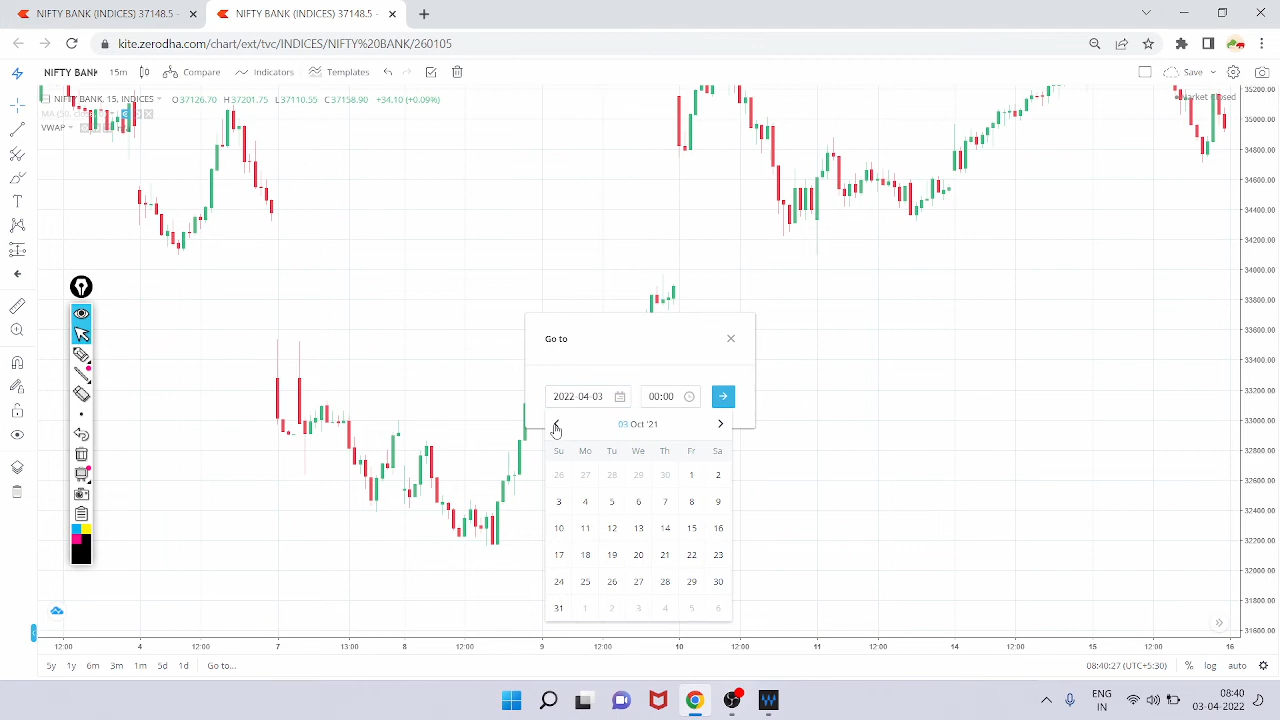 (INDICES) 37148.5
(INDICES) 37148.5 -
kite.zerodha.com/chart/ext/tvc/INDICES/NIFTY%20BANK/260105
NIFTY BANK 15m Compare Indicators Templates Save
NIFTY BANK, 15, INDICES O37126.70 H37201.75 L37110.55 C37158.90 +34.10 (+0.09%)
Market Closed
MA (50, close, 0)
VWAP
35200.00
35000.00
34800.00
34600.00
34400.00
34200.00
34000.00
33800.00
33600.00
33400.00
33200.00
33000.00
32800.00
32600.00
32400.00
32200.00
32000.00
31800.00
31600.00
Go to
2022-04-03 00:00
03 Oct '21
Su Mo Tu We Th Fr Sa
26 27 28 29 30 1 2
3 4 5 6 7 8 9
10 11 12 13 14 15 16
17 18 19 20 21 22 23
24 25 26 27 28 29 30
31 1 2 3 4 5 6
12:00 4 12:00 7 13:00 8 12:00 9 12:00 10 12:00 11 12:00 14 12:00 15 12:00 16
5y 1y 6m 3m 1m 5d 1d Go to... 08:40:27 (UTC+5:30) % log auto
ENG
IN
08:40
03-04-2022